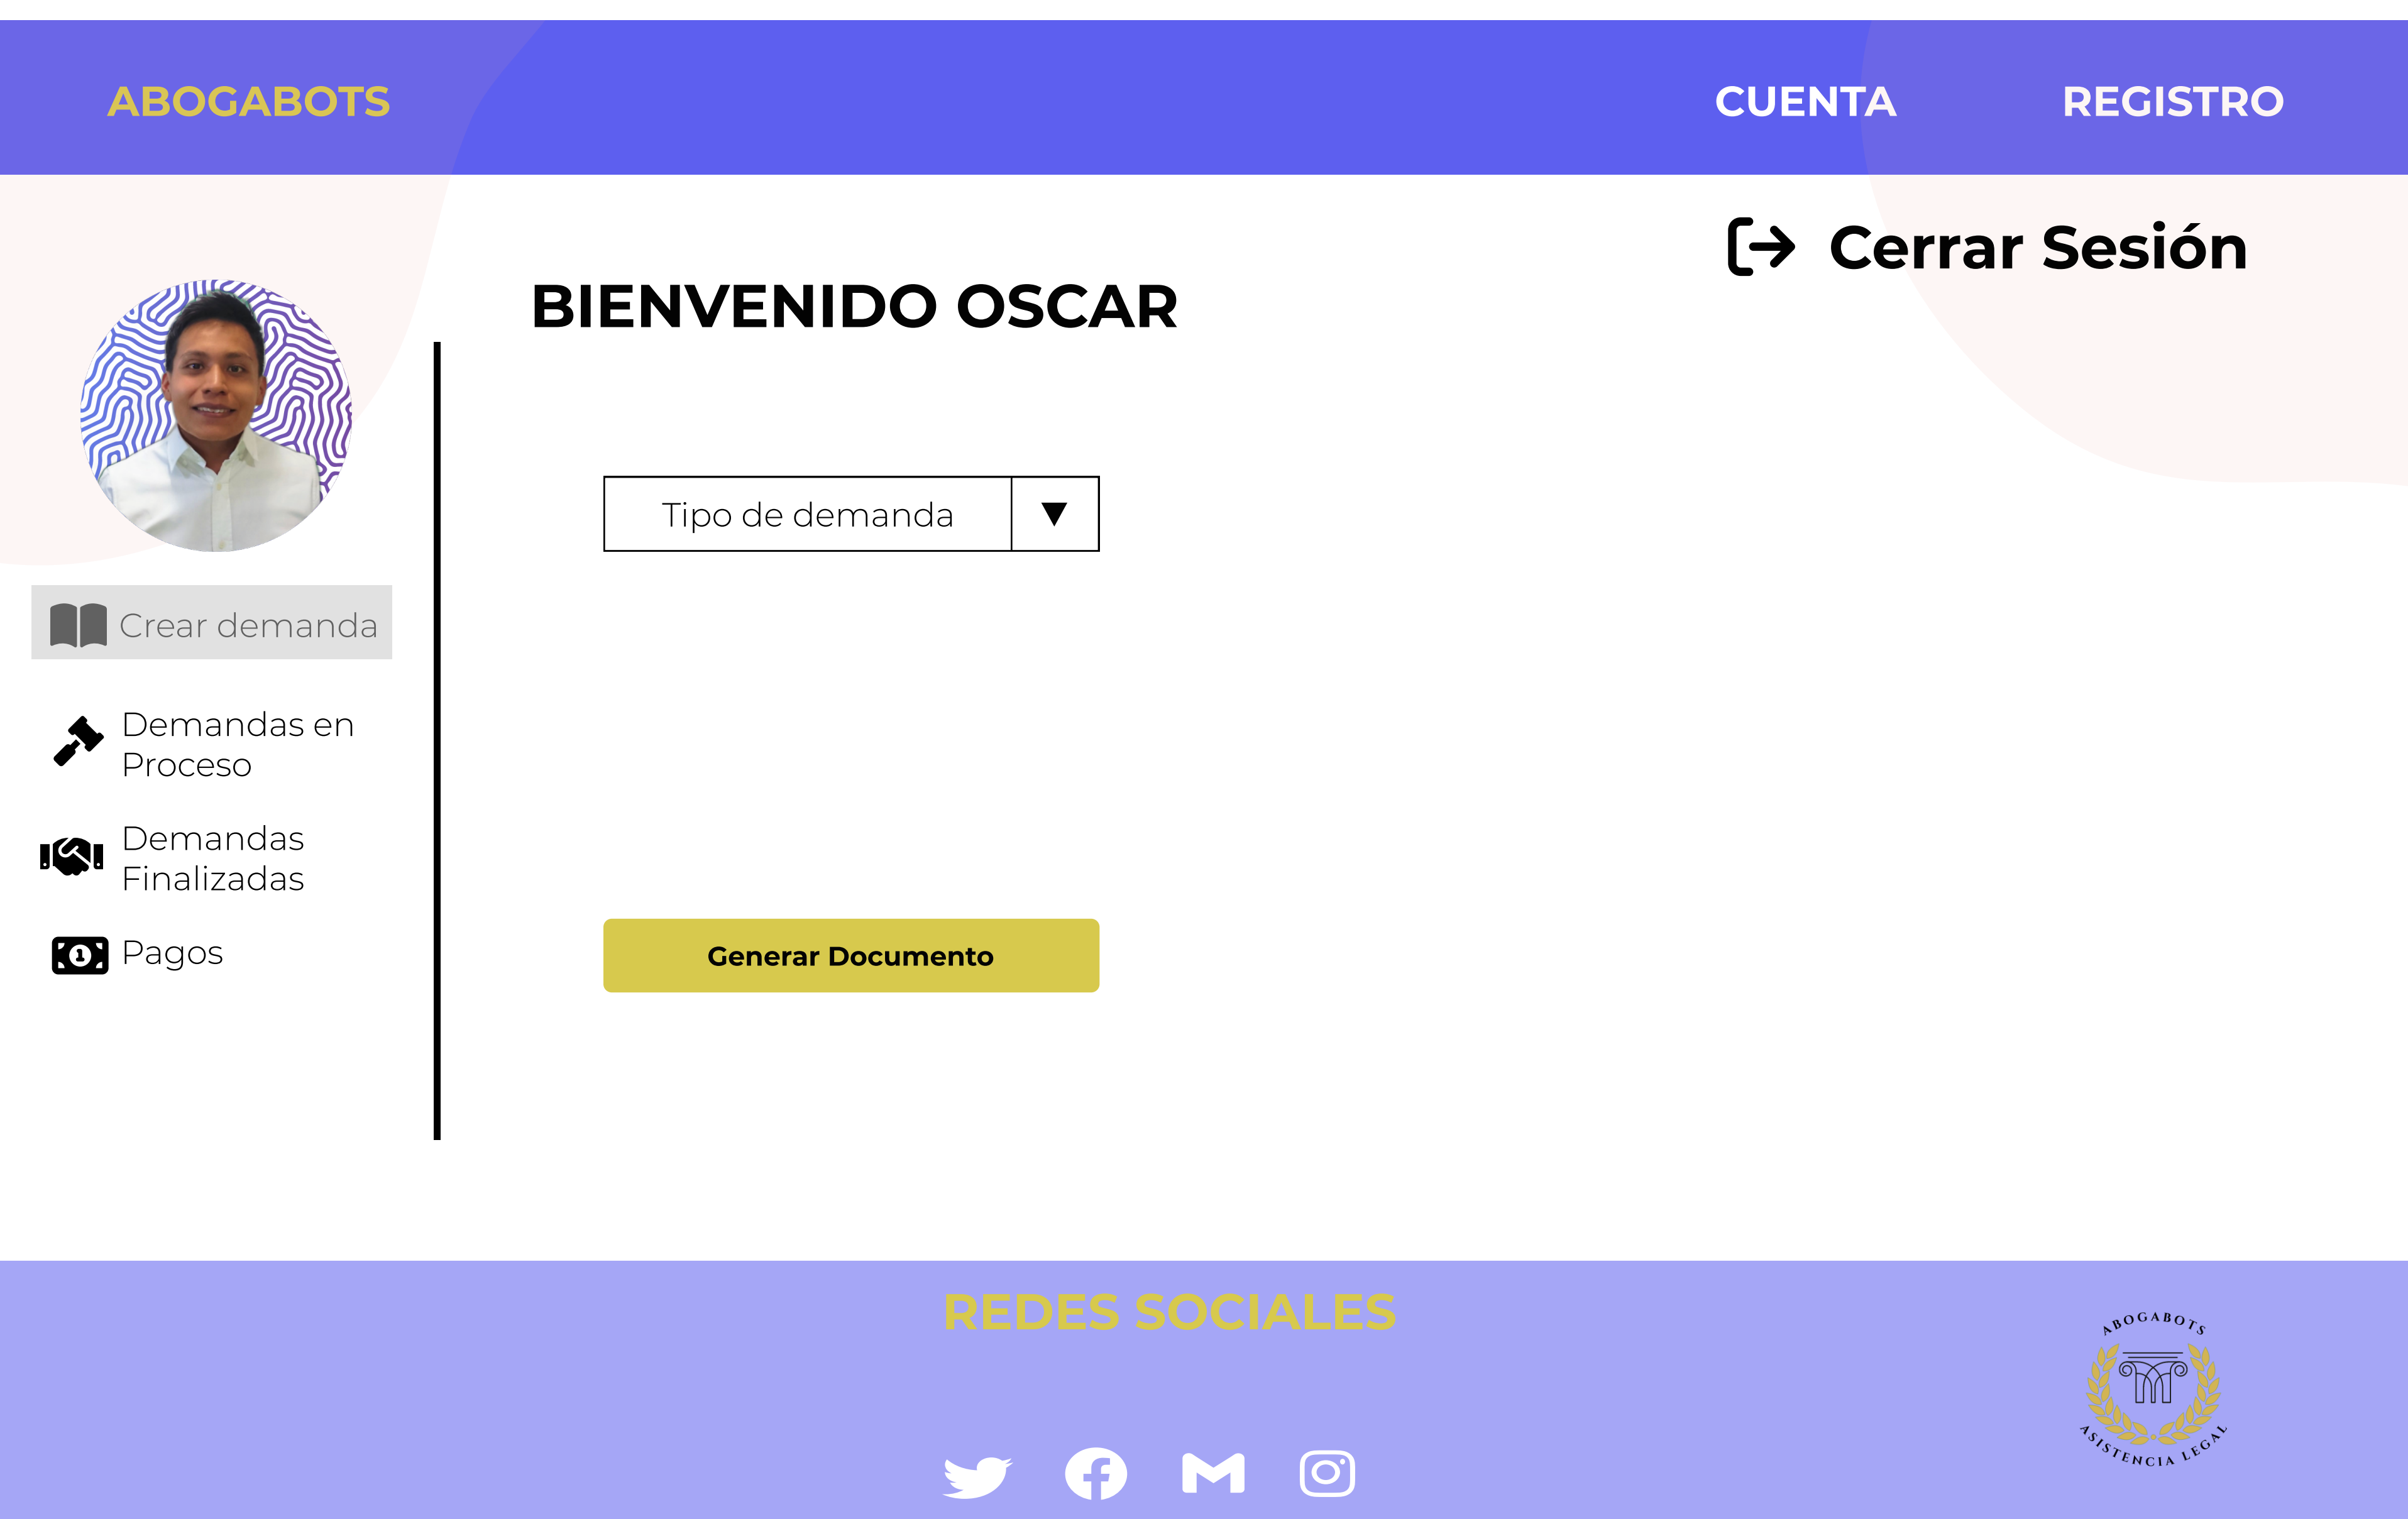 ABOGABOTS
CUENTA
REGISTRO
Cerrar Sesión
BIENVENIDO OSCAR
Tipo de demanda
Crear demanda
Demandas en
Proceso
Demandas
Finalizadas
Pagos
Generar Documento
REDES SOCIALES
ABOGABOTS
ASISTENCIA LEGAL